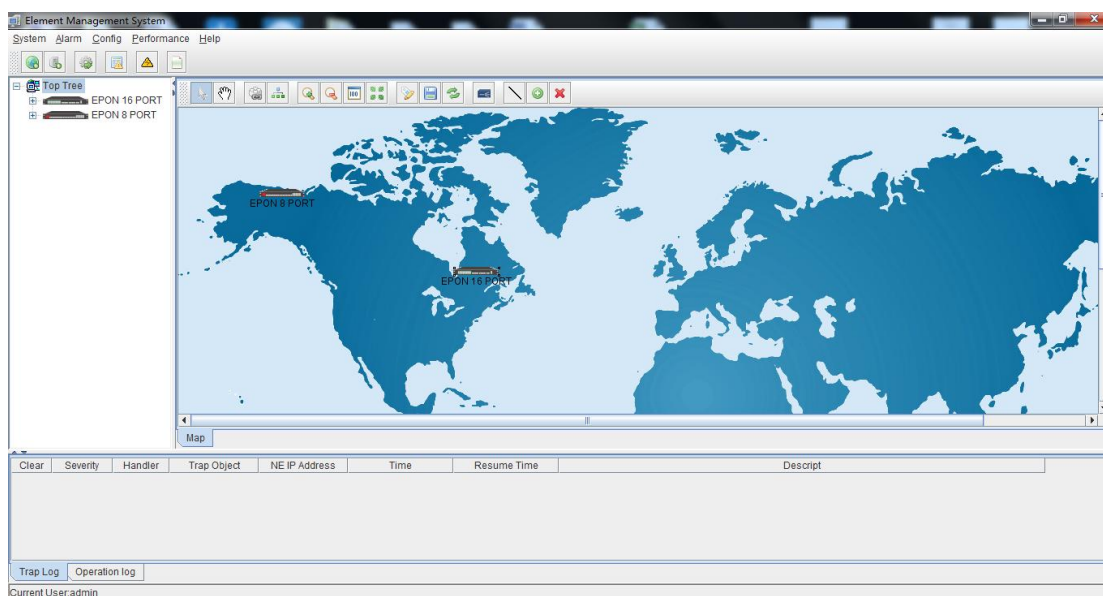 Element Management System
System Alarm Config Performance Help
Top Tree
EPON 16 PORT
EPON 8 PORT
100
EPON 8 PORT
EPON 16 PORT
Map
Clear Severity Handler Trap Object NE IP Address Time Resume Time Descript
Trap Log Operation log
Current User:admin